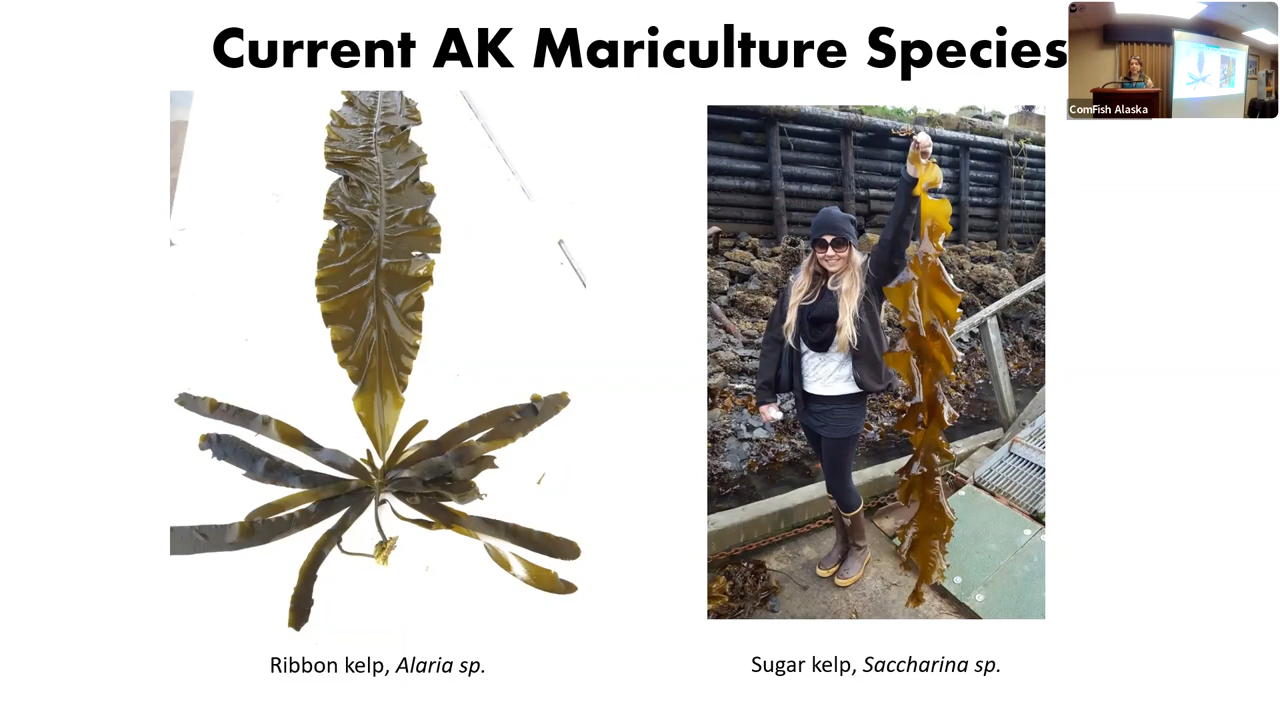 Current AK Mariculture Species
ComFish Alaska
Ribbon kelp, Alaria sp.
Sugar kelp, Saccharina sp.